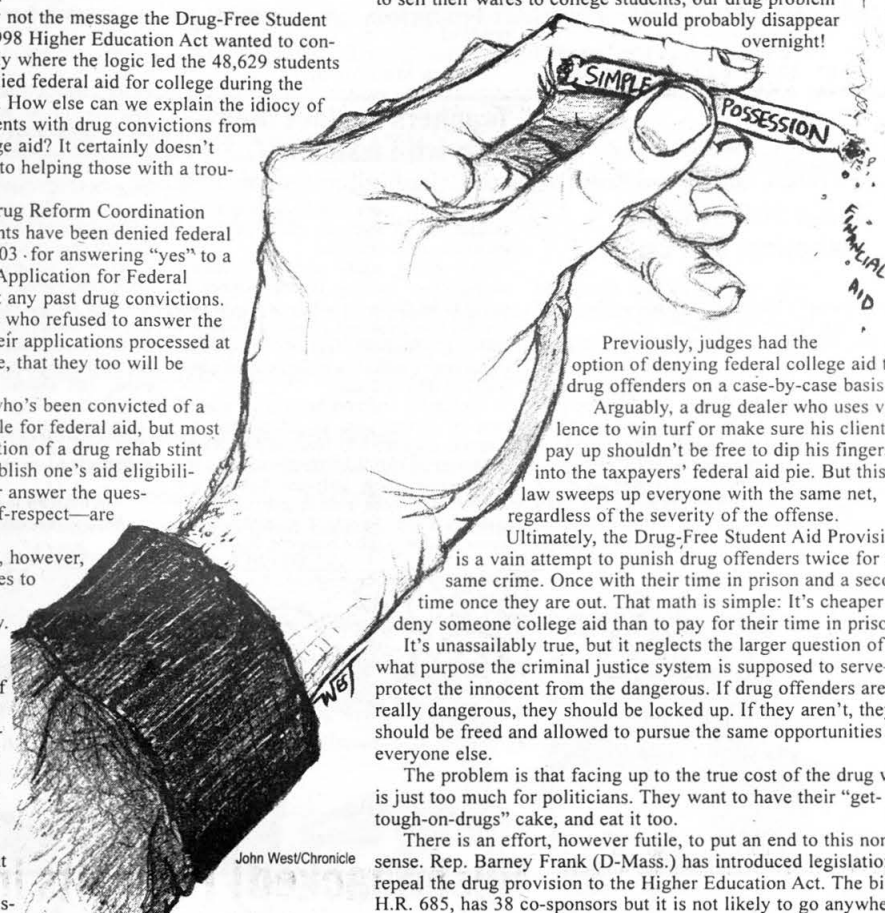 not the message the Drug-Free Student
998 Higher Education Act wanted to con-
y where the logic led the 48,629 students
ied federal aid for college during the
. How else can we explain the idiocy of
ents with drug convictions from
ge aid? It certainly doesn't
to helping those with a trou-
rug Reform Coordination
nts have been denied federal
03 for answering “yes” to a
Application for Federal
t any past drug convictions.
who refused to answer the
eir applications processed at
e, that they too will be
who's been convicted of a
le for federal aid, but most
tion of a drug rehab stint
blish one's aid eligibili-
r answer the ques-
f-respect—are
, however,
es to
y.
f
t
s-
to sell their wares to college students, our drug problem
would probably disappear
overnight!
SIMPLE
POSSESSION
FINANCIAL
AID
Previously, judges had the
option of denying federal college aid t
drug offenders on a case-by-case basis
Arguably, a drug dealer who uses v
lence to win turf or make sure his client
pay up shouldn't be free to dip his finger
into the taxpayers' federal aid pie. But this
law sweeps up everyone with the same net,
regardless of the severity of the offense.
Ultimately, the Drug-Free Student Aid Provisi
is a vain attempt to punish drug offenders twice for
same crime. Once with their time in prison and a seco
time once they are out. That math is simple: It's cheaper
deny someone college aid than to pay for their time in priso
It's unassailably true, but it neglects the larger question of
what purpose the criminal justice system is supposed to serve
protect the innocent from the dangerous. If drug offenders are
really dangerous, they should be locked up. If they aren't, the
should be freed and allowed to pursue the same opportunities
everyone else.
The problem is that facing up to the true cost of the drug w
is just too much for politicians. They want to have their “get-
tough-on-drugs” cake, and eat it too.
There is an effort, however futile, to put an end to this non
sense. Rep. Barney Frank (D-Mass.) has introduced legislation
repeal the drug provision to the Higher Education Act. The bi
H.R. 685, has 38 co-sponsors but it is not likely to go anywhe
WEST
John West/Chronicle